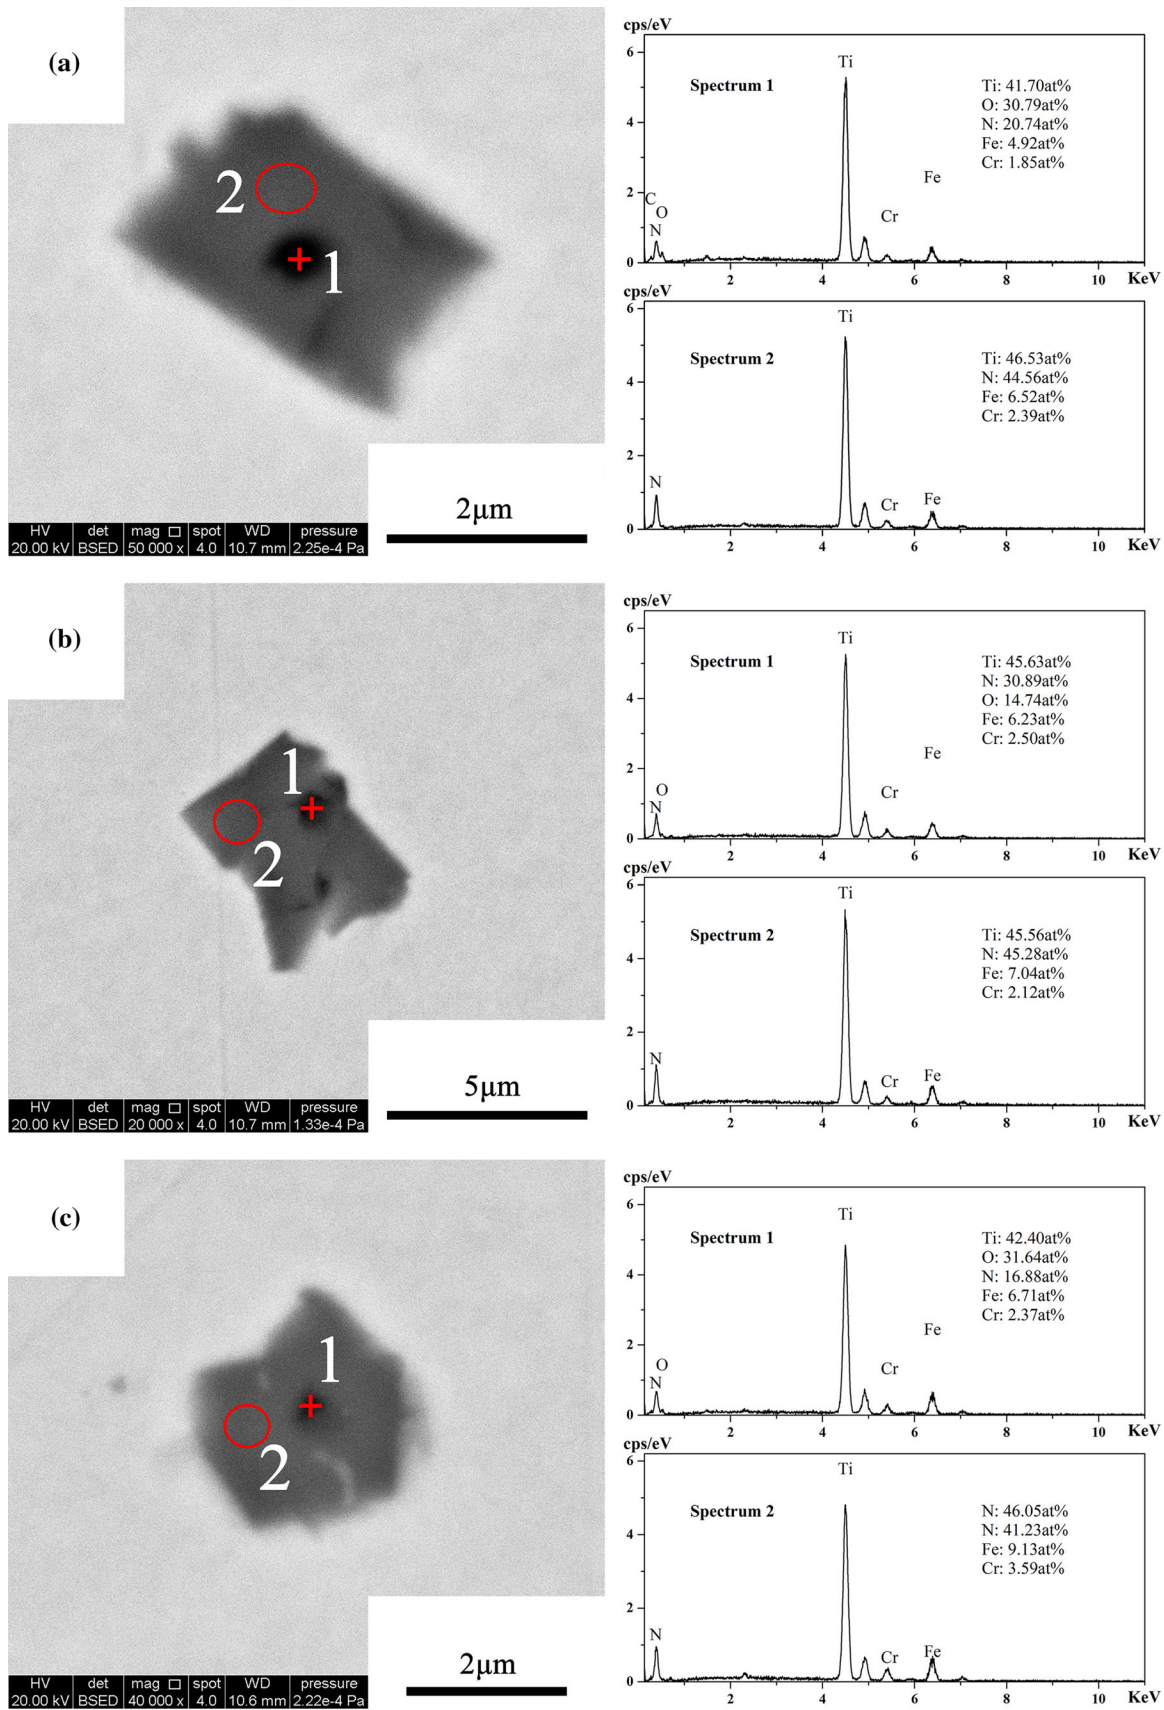 (a)
2
1
HV det mag □ spot WD pressure
20.00 kV BSED 50 000 x 4.0 10.7 mm 2.25e-4 Pa
2μm
cps/eV
6
4
2
0
Spectrum 1
Ti
Ti: 41.70at%
O: 30.79at%
N: 20.74at%
Fe: 4.92at%
Cr: 1.85at%
C
O
N
Cr
Fe
2 4 6 8 10 KeV
cps/eV
6
4
2
0
Spectrum 2
Ti
Ti: 46.53at%
N: 44.56at%
Fe: 6.52at%
Cr: 2.39at%
N
Cr
Fe
2 4 6 8 10 KeV
(b)
1
2
HV det mag □ spot WD pressure
20.00 kV BSED 20 000 x 4.0 10.7 mm 1.33e-4 Pa
5μm
cps/eV
6
4
2
0
Spectrum 1
Ti
Ti: 45.63at%
N: 30.89at%
O: 14.74at%
Fe: 6.23at%
Cr: 2.50at%
O
N
Cr
Fe
2 4 6 8 10 KeV
cps/eV
6
4
2
0
Spectrum 2
Ti
Ti: 45.56at%
N: 45.28at%
Fe: 7.04at%
Cr: 2.12at%
N
Cr
Fe
2 4 6 8 10 KeV
(c)
1
2
HV det mag □ spot WD pressure
20.00 kV BSED 40 000 x 4.0 10.6 mm 2.22e-4 Pa
2μm
cps/eV
6
4
2
0
Spectrum 1
Ti
Ti: 42.40at%
O: 31.64at%
N: 16.88at%
Fe: 6.71at%
Cr: 2.37at%
O
N
Cr
Fe
2 4 6 8 10 KeV
cps/eV
6
4
2
0
Spectrum 2
Ti
N: 46.05at%
N: 41.23at%
Fe: 9.13at%
Cr: 3.59at%
N
Cr
Fe
2 4 6 8 10 KeV